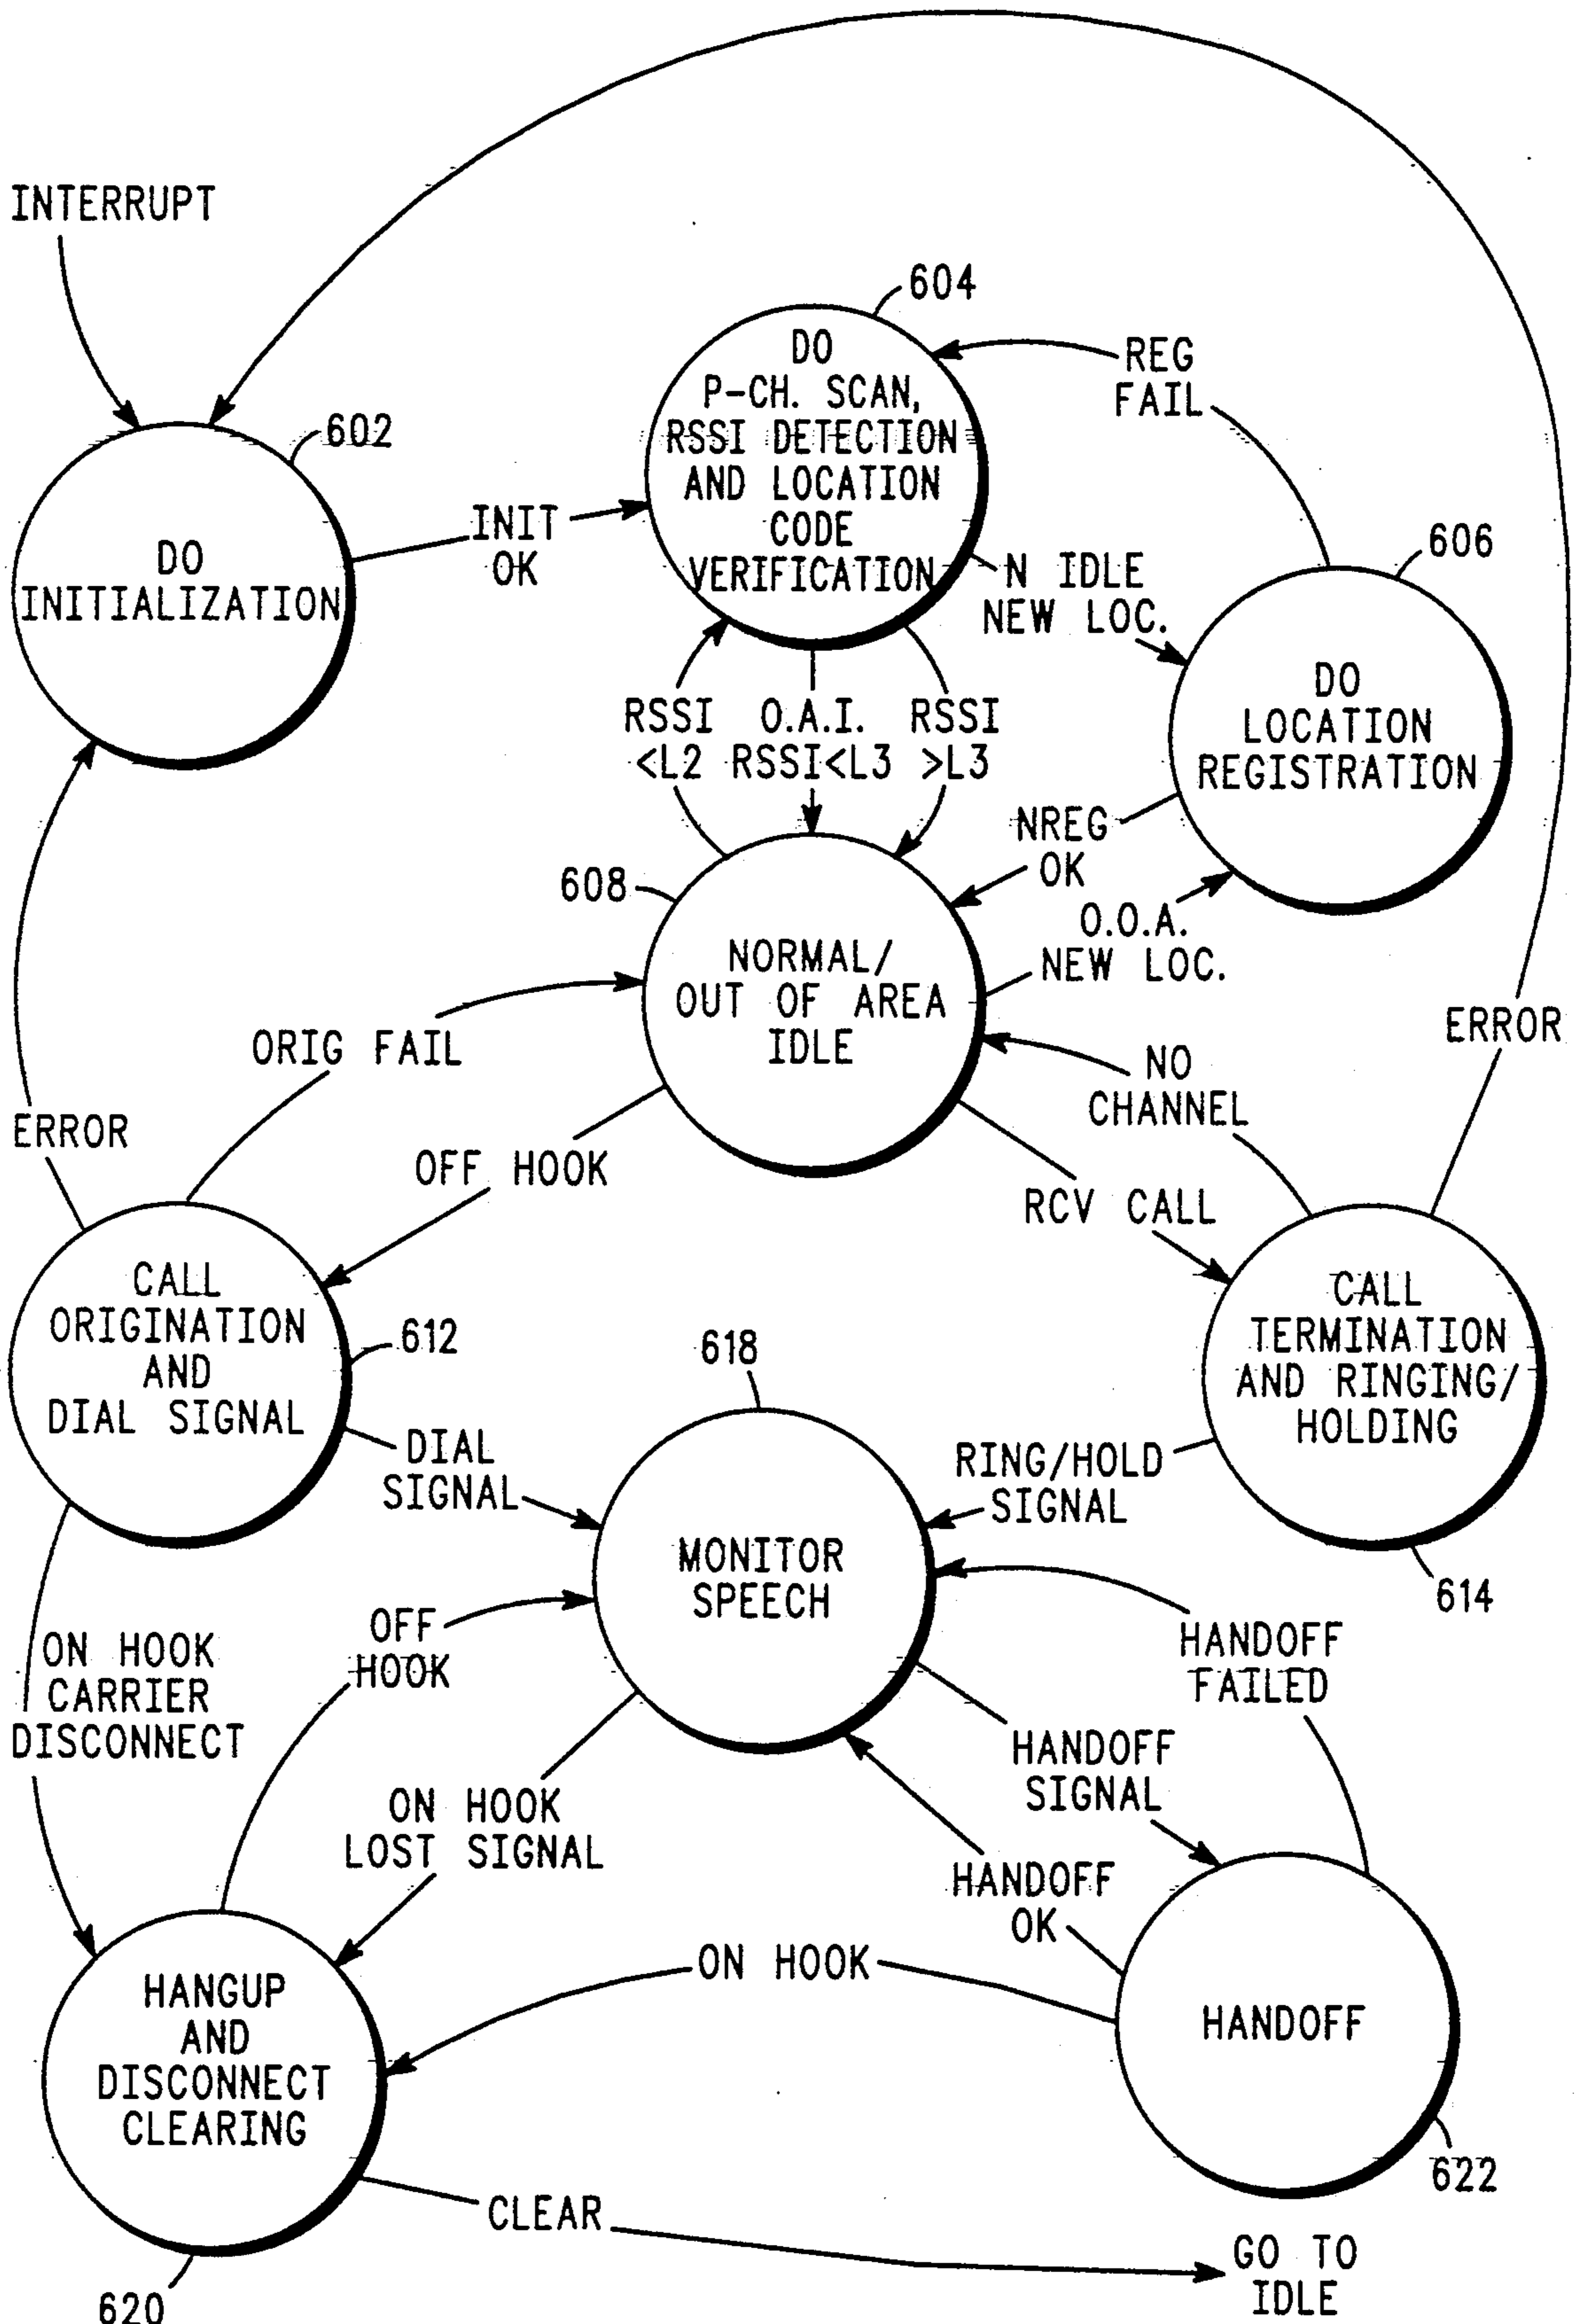 INTERRUPT
604
DO
P-CH. SCAN,
RSSI DETECTION
AND LOCATION
CODE
VERIFICATION
REG
FAIL
602
DO
INITIALIZATION
INIT
OK
606
N IDLE
NEW LOC.
DO
LOCATION
REGISTRATION
RSSI
<L2
O.A.I.
RSSI<L3
RSSI
>L3
NREG
OK
608
O.O.A.
NEW LOC.
NORMAL/
OUT OF AREA
IDLE
ORIG FAIL
ERROR
NO
CHANNEL
ERROR
OFF HOOK
RCV CALL
CALL
ORIGINATION
AND
DIAL SIGNAL
612
618
CALL
TERMINATION
AND RINGING/
HOLDING
DIAL
SIGNAL
RING/HOLD
SIGNAL
MONITOR
SPEECH
614
OFF
HOOK
ON HOOK
CARRIER
DISCONNECT
HANDOFF
FAILED
HANDOFF
SIGNAL
ON HOOK
LOST SIGNAL
HANDOFF
OK
ON HOOK
HANGUP
AND
DISCONNECT
CLEARING
HANDOFF
622
CLEAR
GO TO
IDLE
620